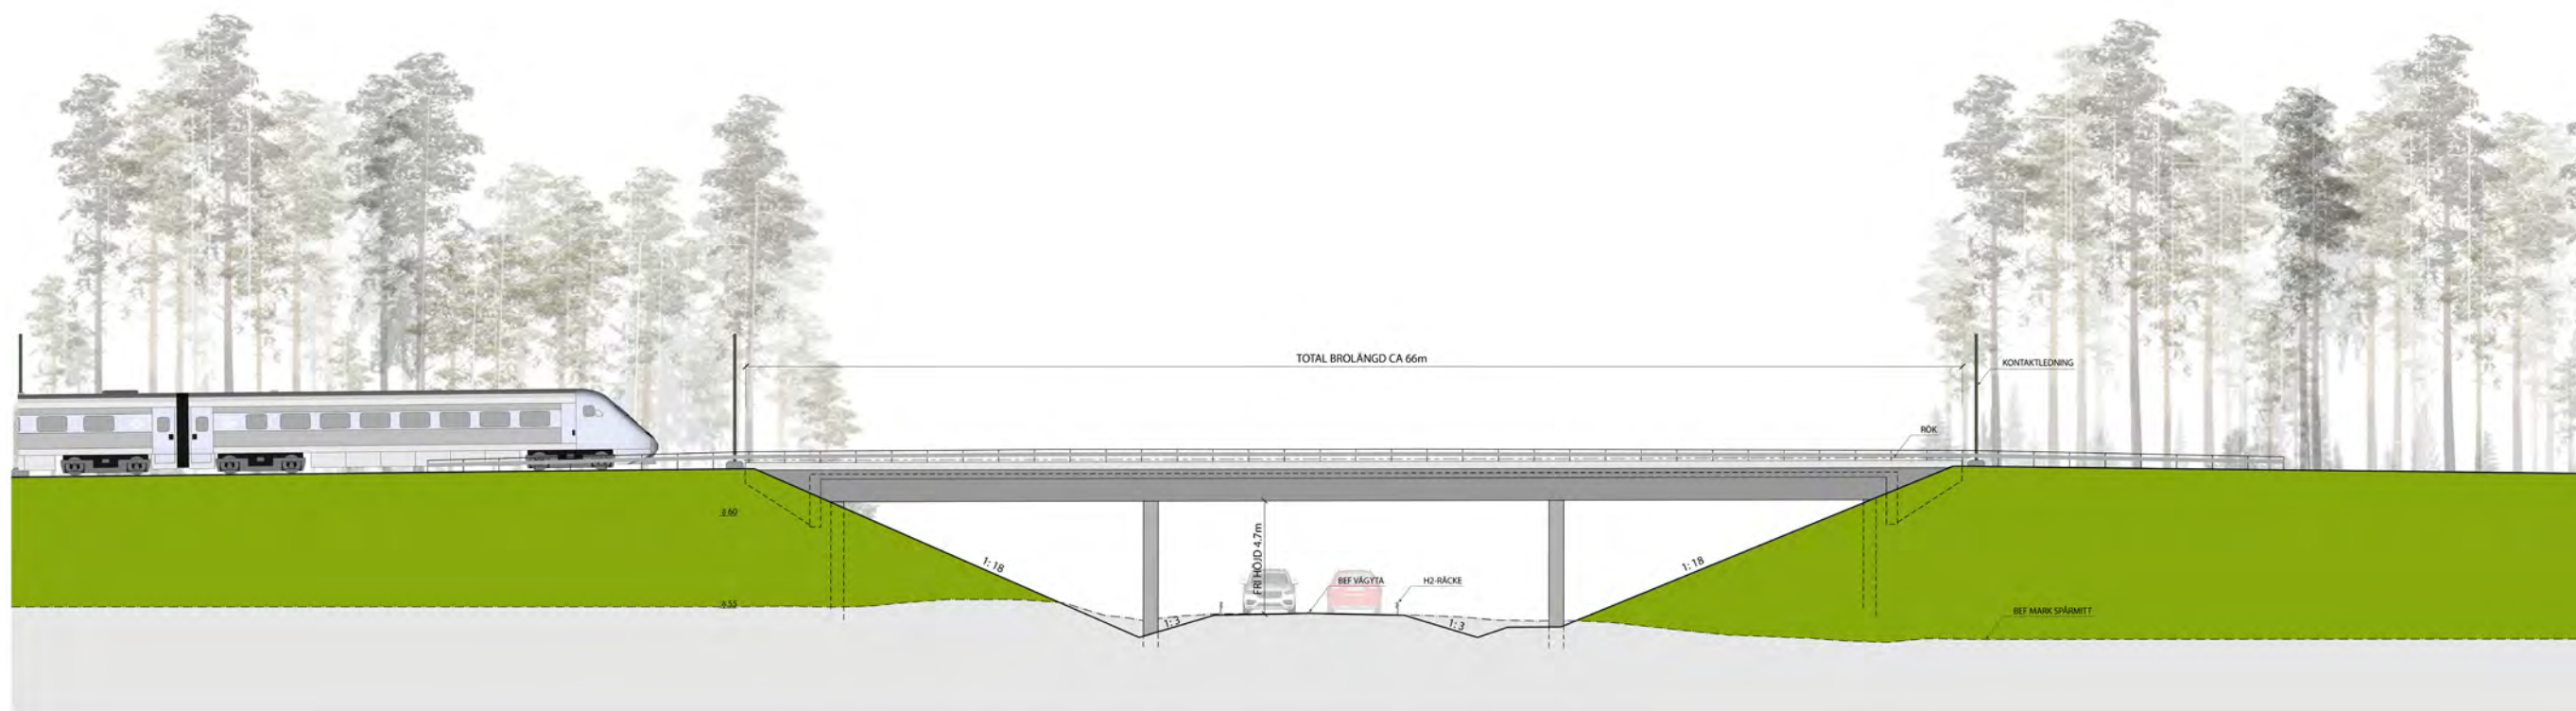 TOTAL BROLÄNGD CA 66m
KONTAKTLEDNING
RÖK
+60
FRI HÖJD 4.7m
1:18
1:18
BEF VÄGYTA
H2-RÄCKE
+55
1:3
1:3
BEF MARK SPÅRMITT